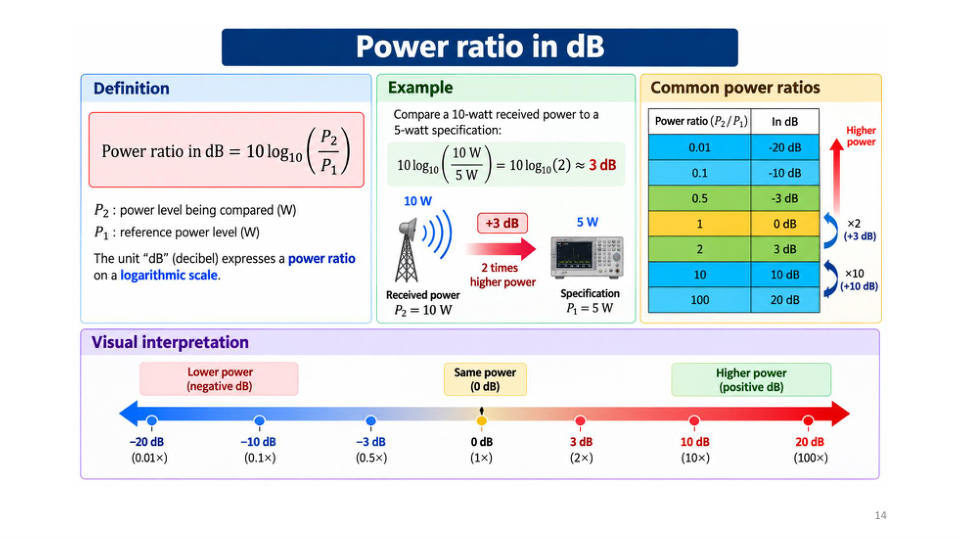 Power ratio in dB
Definition
Power ratio in dB = 10 log₁₀ (P₂/P₁)
P₂ : power level being compared (W)
P₁ : reference power level (W)
The unit “dB” (decibel) expresses a power ratio
on a logarithmic scale.
Example
Compare a 10-watt received power to a
5-watt specification:
10 log₁₀ (10 W/5 W) = 10 log₁₀(2) ≈ 3 dB
10 W
+3 dB
5 W
2 times
higher power
Received power
P₂ = 10 W
Specification
P₁ = 5 W
Common power ratios
Power ratio (P₂/P₁) In dB
0.01 -20 dB
0.1 -10 dB
0.5 -3 dB
1 0 dB
2 3 dB
10 10 dB
100 20 dB
Higher
power
×2
(+3 dB)
×10
(+10 dB)
Visual interpretation
Lower power
(negative dB)
Same power
(0 dB)
Higher power
(positive dB)
−20 dB −10 dB −3 dB 0 dB 3 dB 10 dB 20 dB
(0.01×) (0.1×) (0.5×) (1×) (2×) (10×) (100×)
14